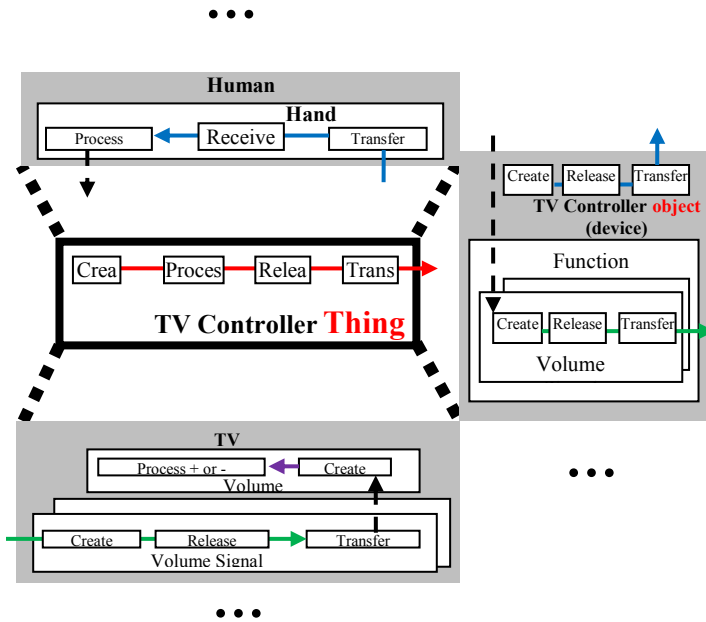 • • •
Human
Hand
Process
Receive
Transfer
Create
Release
Transfer
TV Controller object
(device)
Function
Create
Release
Transfer
Volume
Crea
Proces
Relea
Trans
TV Controller Thing
TV
Process + or -
Create
Volume
Create
Release
Transfer
Volume Signal
• • •
• • •